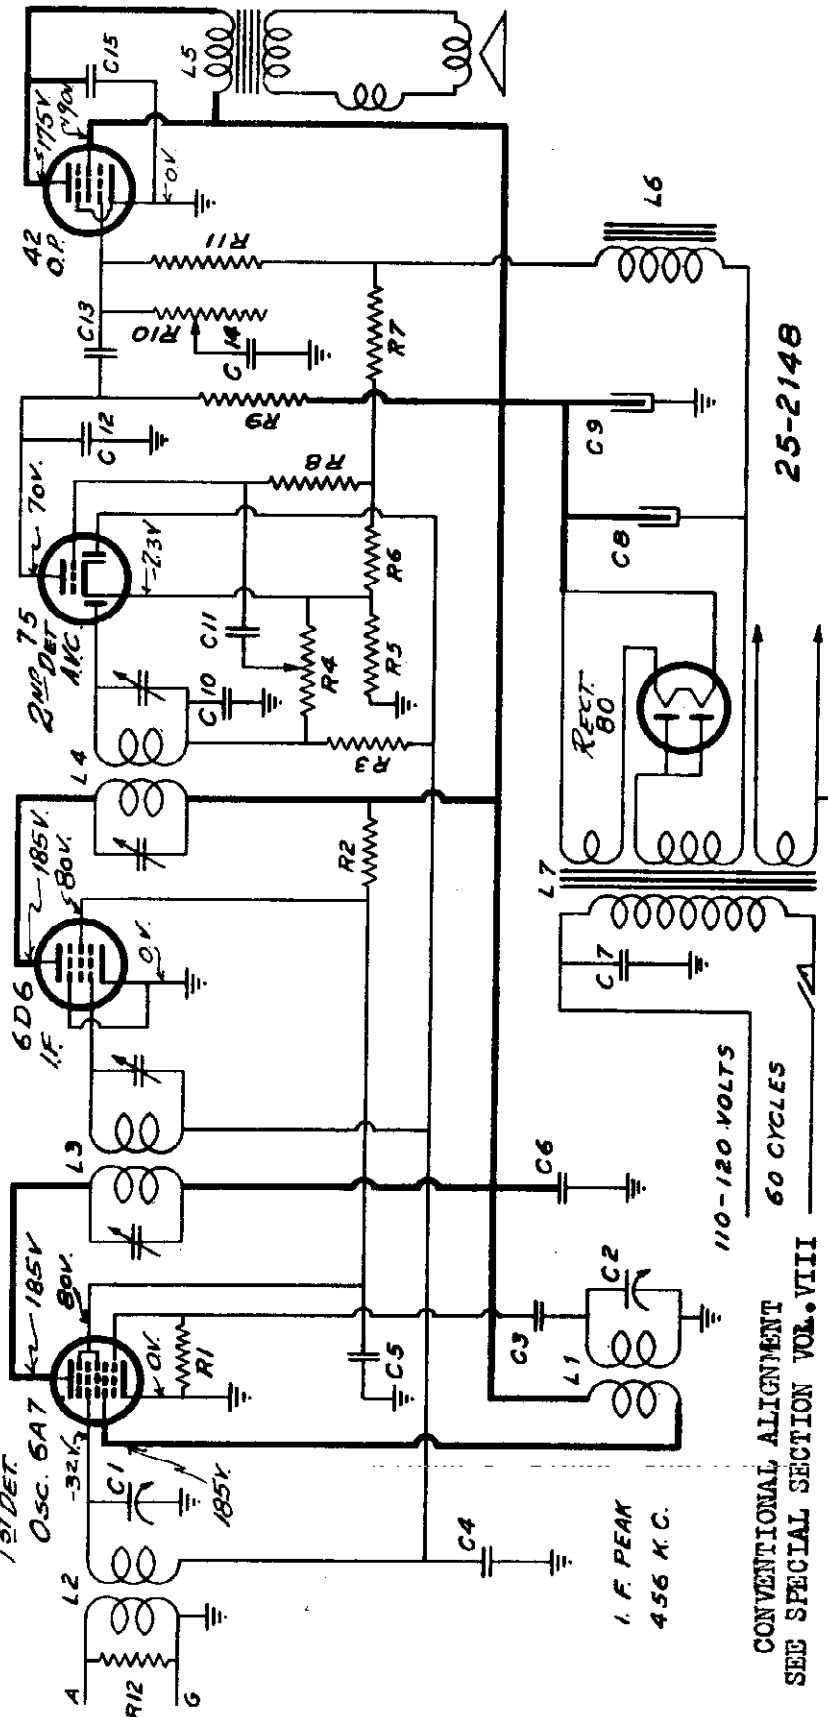 1ST DET.
OSC. 6A7
-32V.
185V
80V.
0V.
185V.
A
G
R12
L2
C1
R1
C5
C4
C3
L1
C2
C6
L3
6D6
I.F.
185V.
80V.
0V.
R2
L4
75
2ND DET
A.V.C.
70V.
-2.3V
C10
C11
R3
R4
R5
R6
R7
R8
C12
R9
C13
R10
C14
R11
42
O.P.
175V.
190V
0V.
C15
L5
L6
C9
C8
RECT.
80
L7
C7
110-120 VOLTS
60 CYCLES
I. F. PEAK
456 K.C.
25-2148
CONVENTIONAL ALIGNMENT
SEE SPECIAL SECTION VOL.VIII